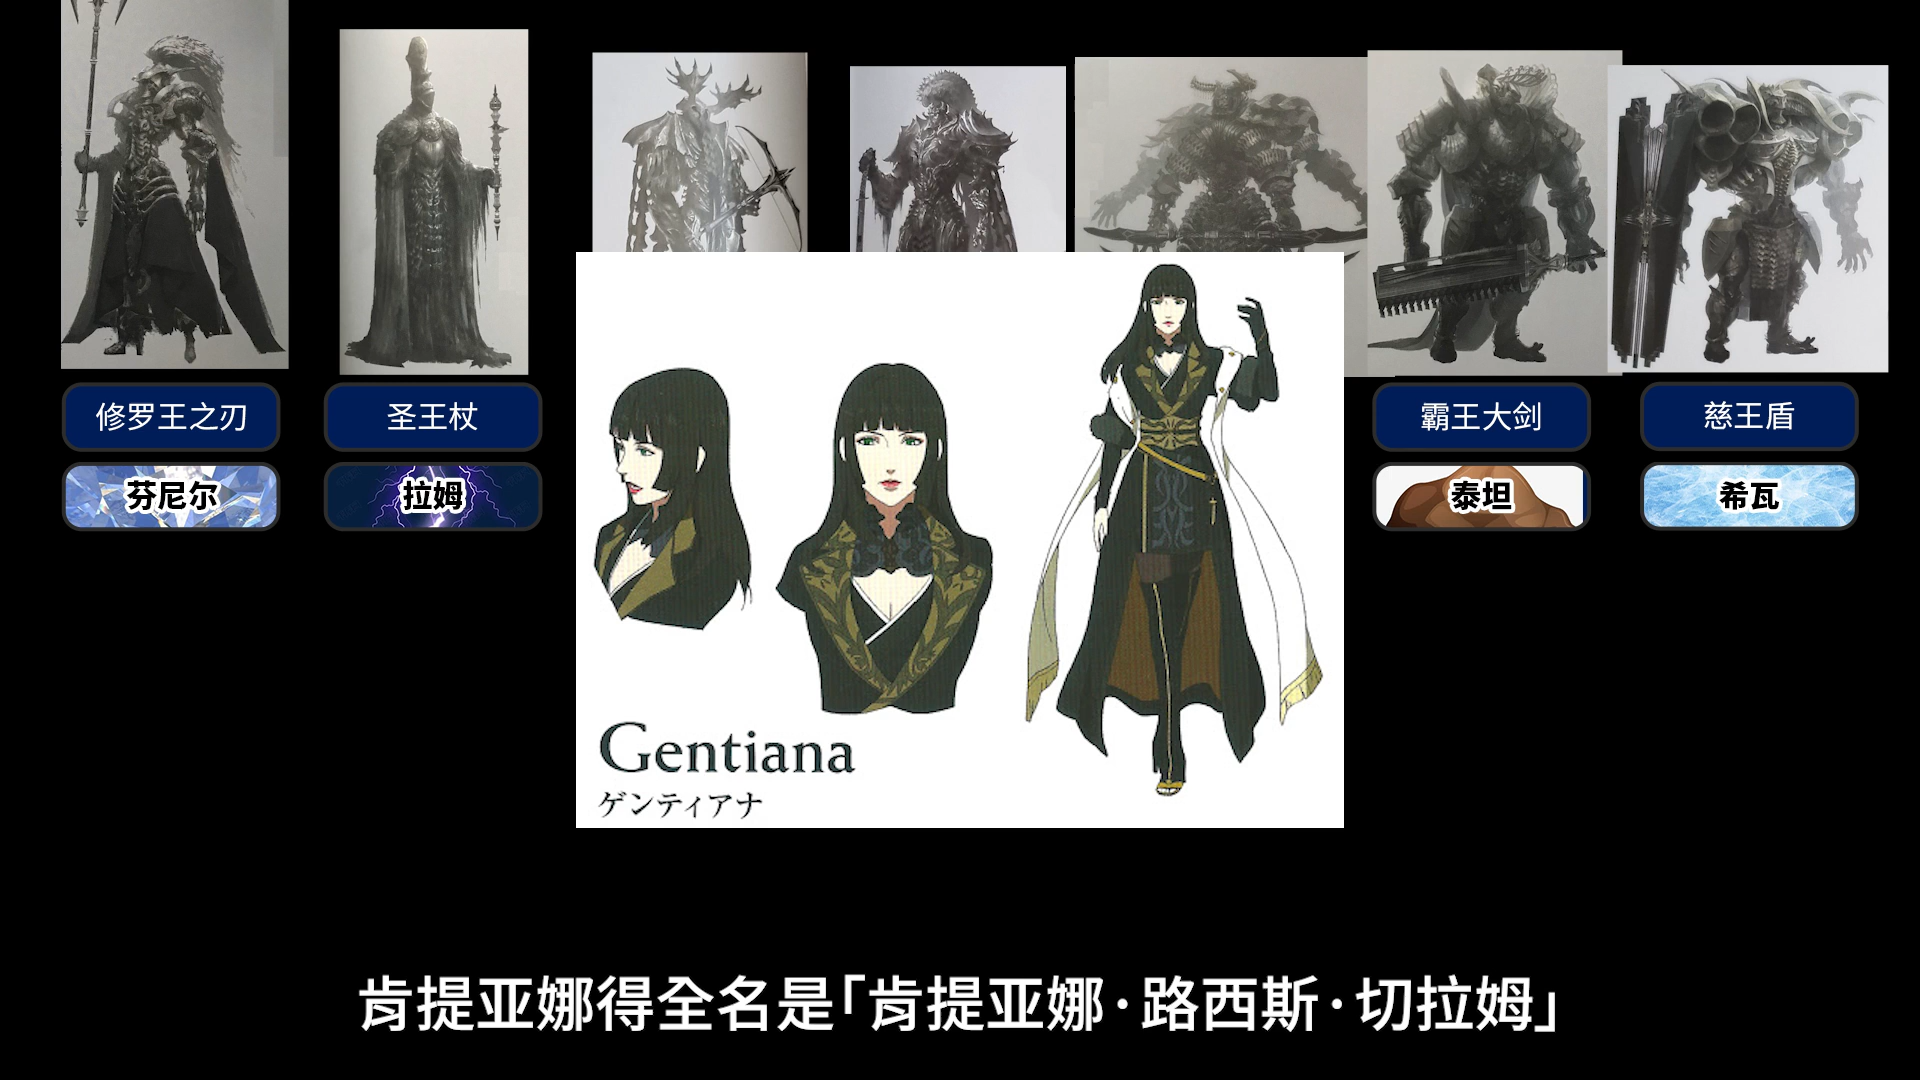 修罗王之刃
圣王杖
霸王大剑
慈王盾
芬尼尔
拉姆
泰坦
希瓦
Gentiana
ゲンティアナ
肯提亚娜得全名是「肯提亚娜·路西斯·切拉姆」